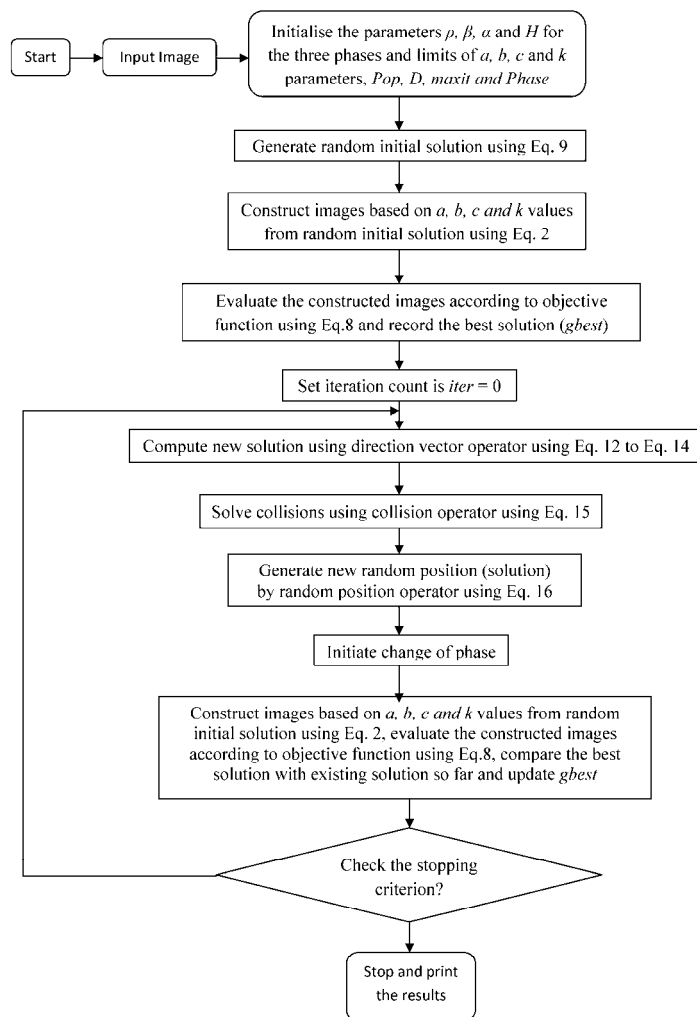 Start
Input Image
Initialise the parameters ρ, β, α and H for
the three phases and limits of a, b, c and k
parameters, Pop, D, maxit and Phase
Generate random initial solution using Eq. 9
Construct images based on a, b, c and k values
from random initial solution using Eq. 2
Evaluate the constructed images according to objective
function using Eq.8 and record the best solution (gbest)
Set iteration count is iter = 0
Compute new solution using direction vector operator using Eq. 12 to Eq. 14
Solve collisions using collision operator using Eq. 15
Generate new random position (solution)
by random position operator using Eq. 16
Initiate change of phase
Construct images based on a, b, c and k values from random
initial solution using Eq. 2, evaluate the constructed images
according to objective function using Eq.8, compare the best
solution with existing solution so far and update gbest
Check the stopping
criterion?
Stop and print
the results